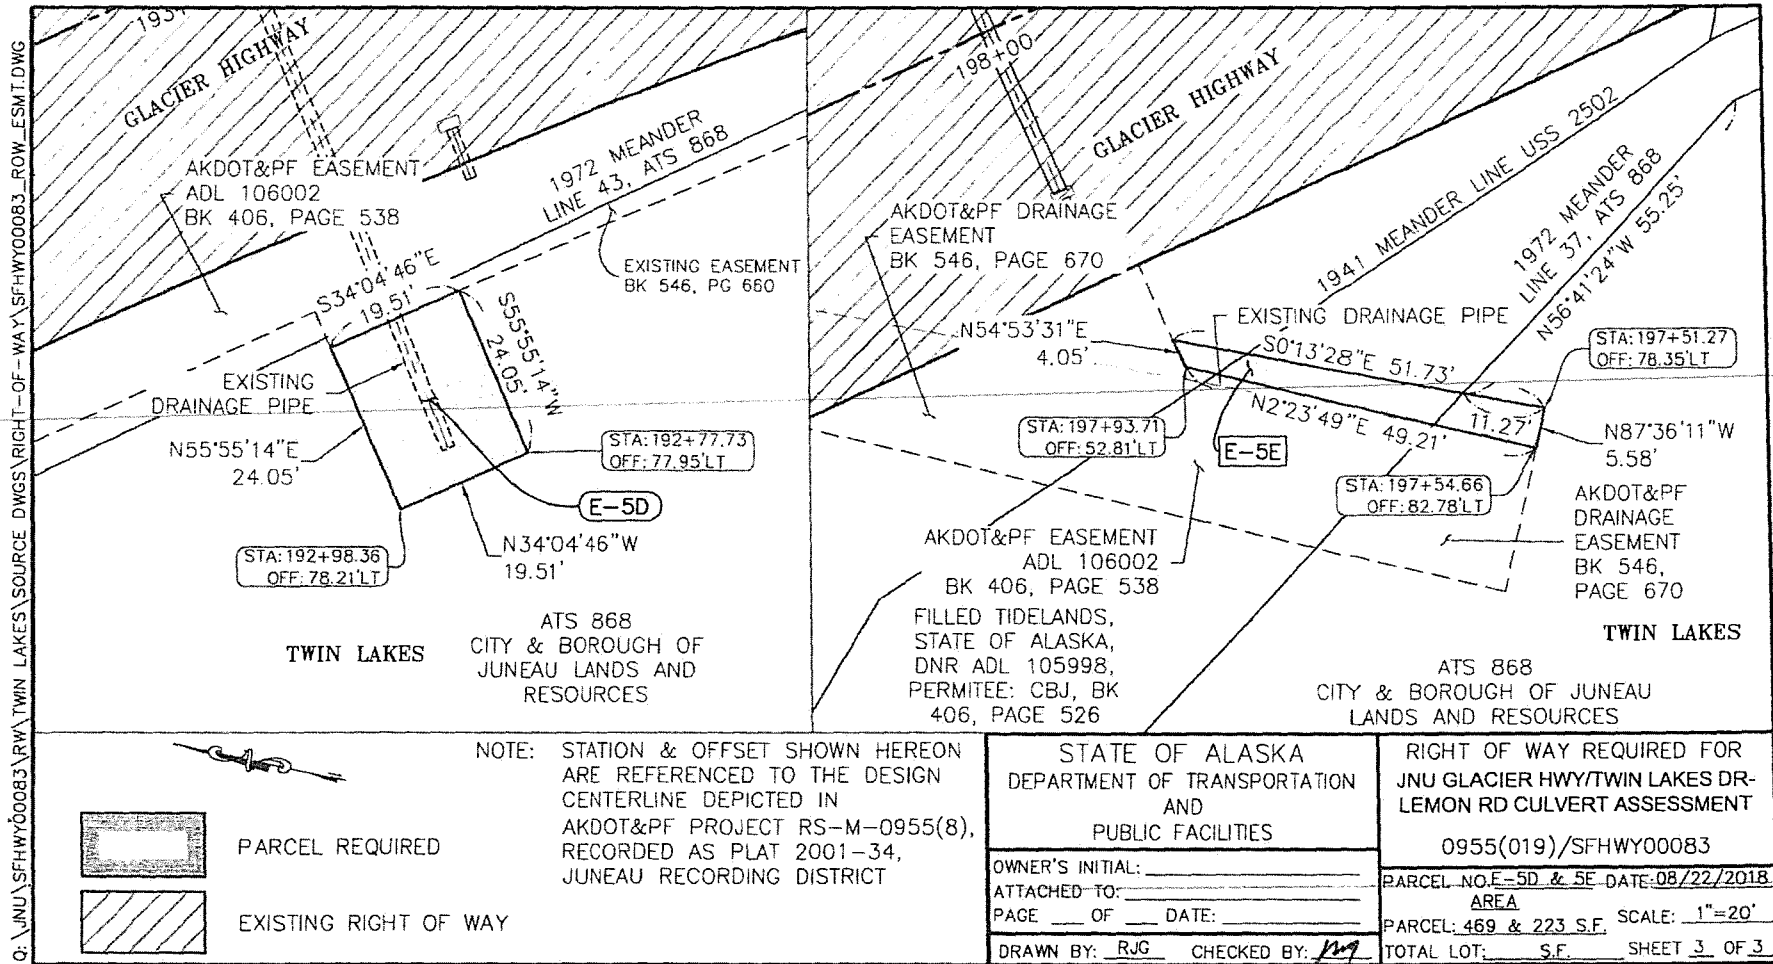 Q:\JNU\SFHWY00083\RW\TWIN LAKES\SOURCE DWGS\RIGHT-OF-WAY\SFHWY00083_ROW_ESMT.DWG
GLACIER HIGHWAY
AKDOT&PF EASEMENT
ADL 106002
BK 406, PAGE 538
1972 MEANDER
LINE 43, ATS 868
EXISTING EASEMENT
BK 546, PG 660
S34°04'46"E
19.51'
S55°55'14"W
24.05'
EXISTING
DRAINAGE PIPE
N55°55'14"E
24.05'
STA: 192+77.73
OFF: 77.95'LT
E-5D
N34°04'46"W
19.51'
STA: 192+98.36
OFF: 78.21'LT
TWIN LAKES
ATS 868
CITY & BOROUGH OF
JUNEAU LANDS AND
RESOURCES
198+00
GLACIER HIGHWAY
AKDOT&PF DRAINAGE
EASEMENT
BK 546, PAGE 670
1941 MEANDER LINE USS 2502
1972 MEANDER
LINE 37, ATS 868
N56°41'24"W 55.25'
N54°53'31"E
4.05'
EXISTING DRAINAGE PIPE
S0°13'28"E 51.73'
STA: 197+51.27
OFF: 78.35'LT
N2°23'49"E 49.21'
11.27'
STA: 197+93.71
OFF: 52.81'LT
E-5E
N87°36'11"W
5.58'
STA: 197+54.66
OFF: 82.78'LT
AKDOT&PF
DRAINAGE
EASEMENT
BK 546,
PAGE 670
AKDOT&PF EASEMENT
ADL 106002
BK 406, PAGE 538
FILLED TIDELANDS,
STATE OF ALASKA,
DNR ADL 105998,
PERMITEE: CBJ, BK
406, PAGE 526
TWIN LAKES
ATS 868
CITY & BOROUGH OF JUNEAU
LANDS AND RESOURCES
PARCEL REQUIRED
EXISTING RIGHT OF WAY
NOTE: STATION & OFFSET SHOWN HEREON
ARE REFERENCED TO THE DESIGN
CENTERLINE DEPICTED IN
AKDOT&PF PROJECT RS-M-0955(8),
RECORDED AS PLAT 2001-34,
JUNEAU RECORDING DISTRICT
STATE OF ALASKA
DEPARTMENT OF TRANSPORTATION
AND
PUBLIC FACILITIES
OWNER'S INITIAL:
ATTACHED TO:
PAGE ___ OF ___ DATE:
DRAWN BY: RJG CHECKED BY:
RIGHT OF WAY REQUIRED FOR
JNU GLACIER HWY/TWIN LAKES DR-
LEMON RD CULVERT ASSESSMENT
0955(019)/SFHWY00083
PARCEL NO. E-5D & 5E DATE: 08/22/2018
AREA
PARCEL: 469 & 223 S.F. SCALE: 1"=20'
TOTAL LOT: S.F. SHEET 3 OF 3